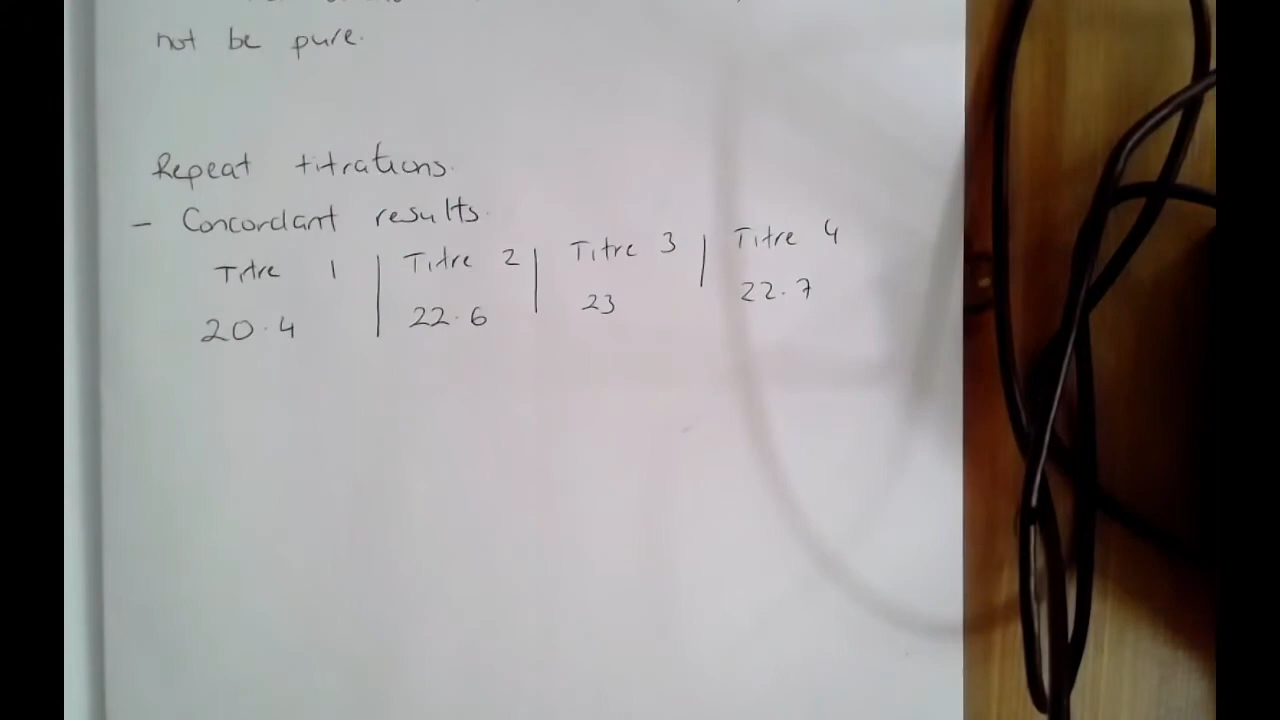 not be pure.
Repeat titrations.
- Concordant results.
Titre 1 | Titre 2 | Titre 3 | Titre 4
20.4 | 22.6 | 23 | 22.7